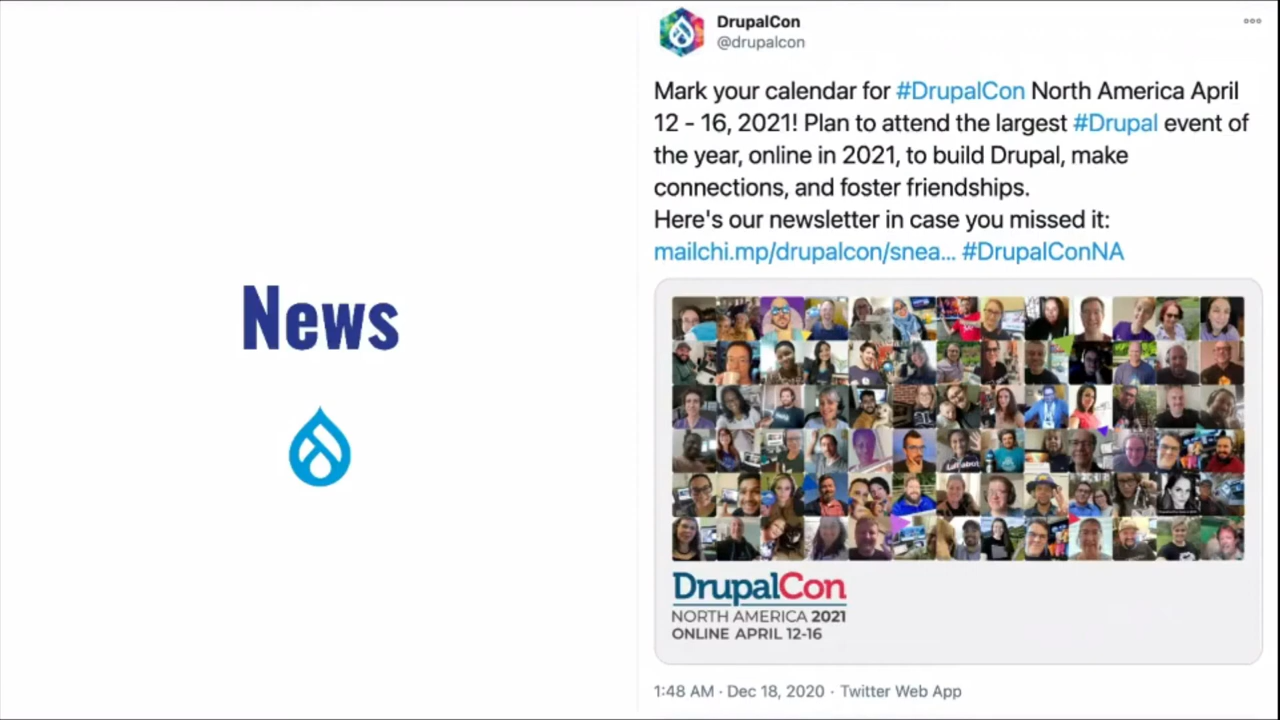 News
DrupalCon
@drupalcon
Mark your calendar for #DrupalCon North America April
12 - 16, 2021! Plan to attend the largest #Drupal event of
the year, online in 2021, to build Drupal, make
connections, and foster friendships.
Here's our newsletter in case you missed it:
mailchi.mp/drupalcon/snea... #DrupalConNA
DrupalCon
NORTH AMERICA 2021
ONLINE APRIL 12-16
1:48 AM · Dec 18, 2020 · Twitter Web App